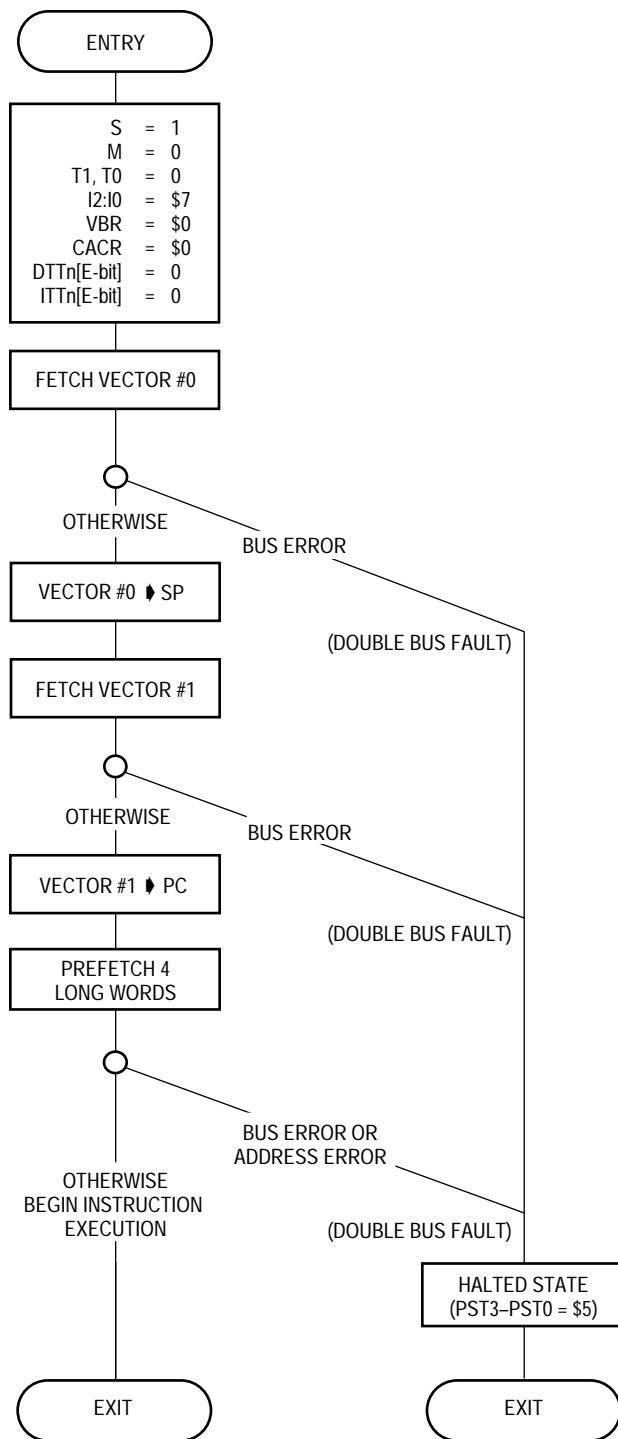 ENTRY
S = 1
M = 0
T1, T0 = 0
I2:I0 = $7
VBR = $0
CACR = $0
DTTn[E-bit] = 0
ITTn[E-bit] = 0
FETCH VECTOR #0
OTHERWISE
BUS ERROR
VECTOR #0 ➧ SP
(DOUBLE BUS FAULT)
FETCH VECTOR #1
OTHERWISE
BUS ERROR
VECTOR #1 ➧ PC
(DOUBLE BUS FAULT)
PREFETCH 4
LONG WORDS
BUS ERROR OR
ADDRESS ERROR
OTHERWISE
BEGIN INSTRUCTION
EXECUTION
(DOUBLE BUS FAULT)
HALTED STATE
(PST3–PST0 = $5)
EXIT
EXIT